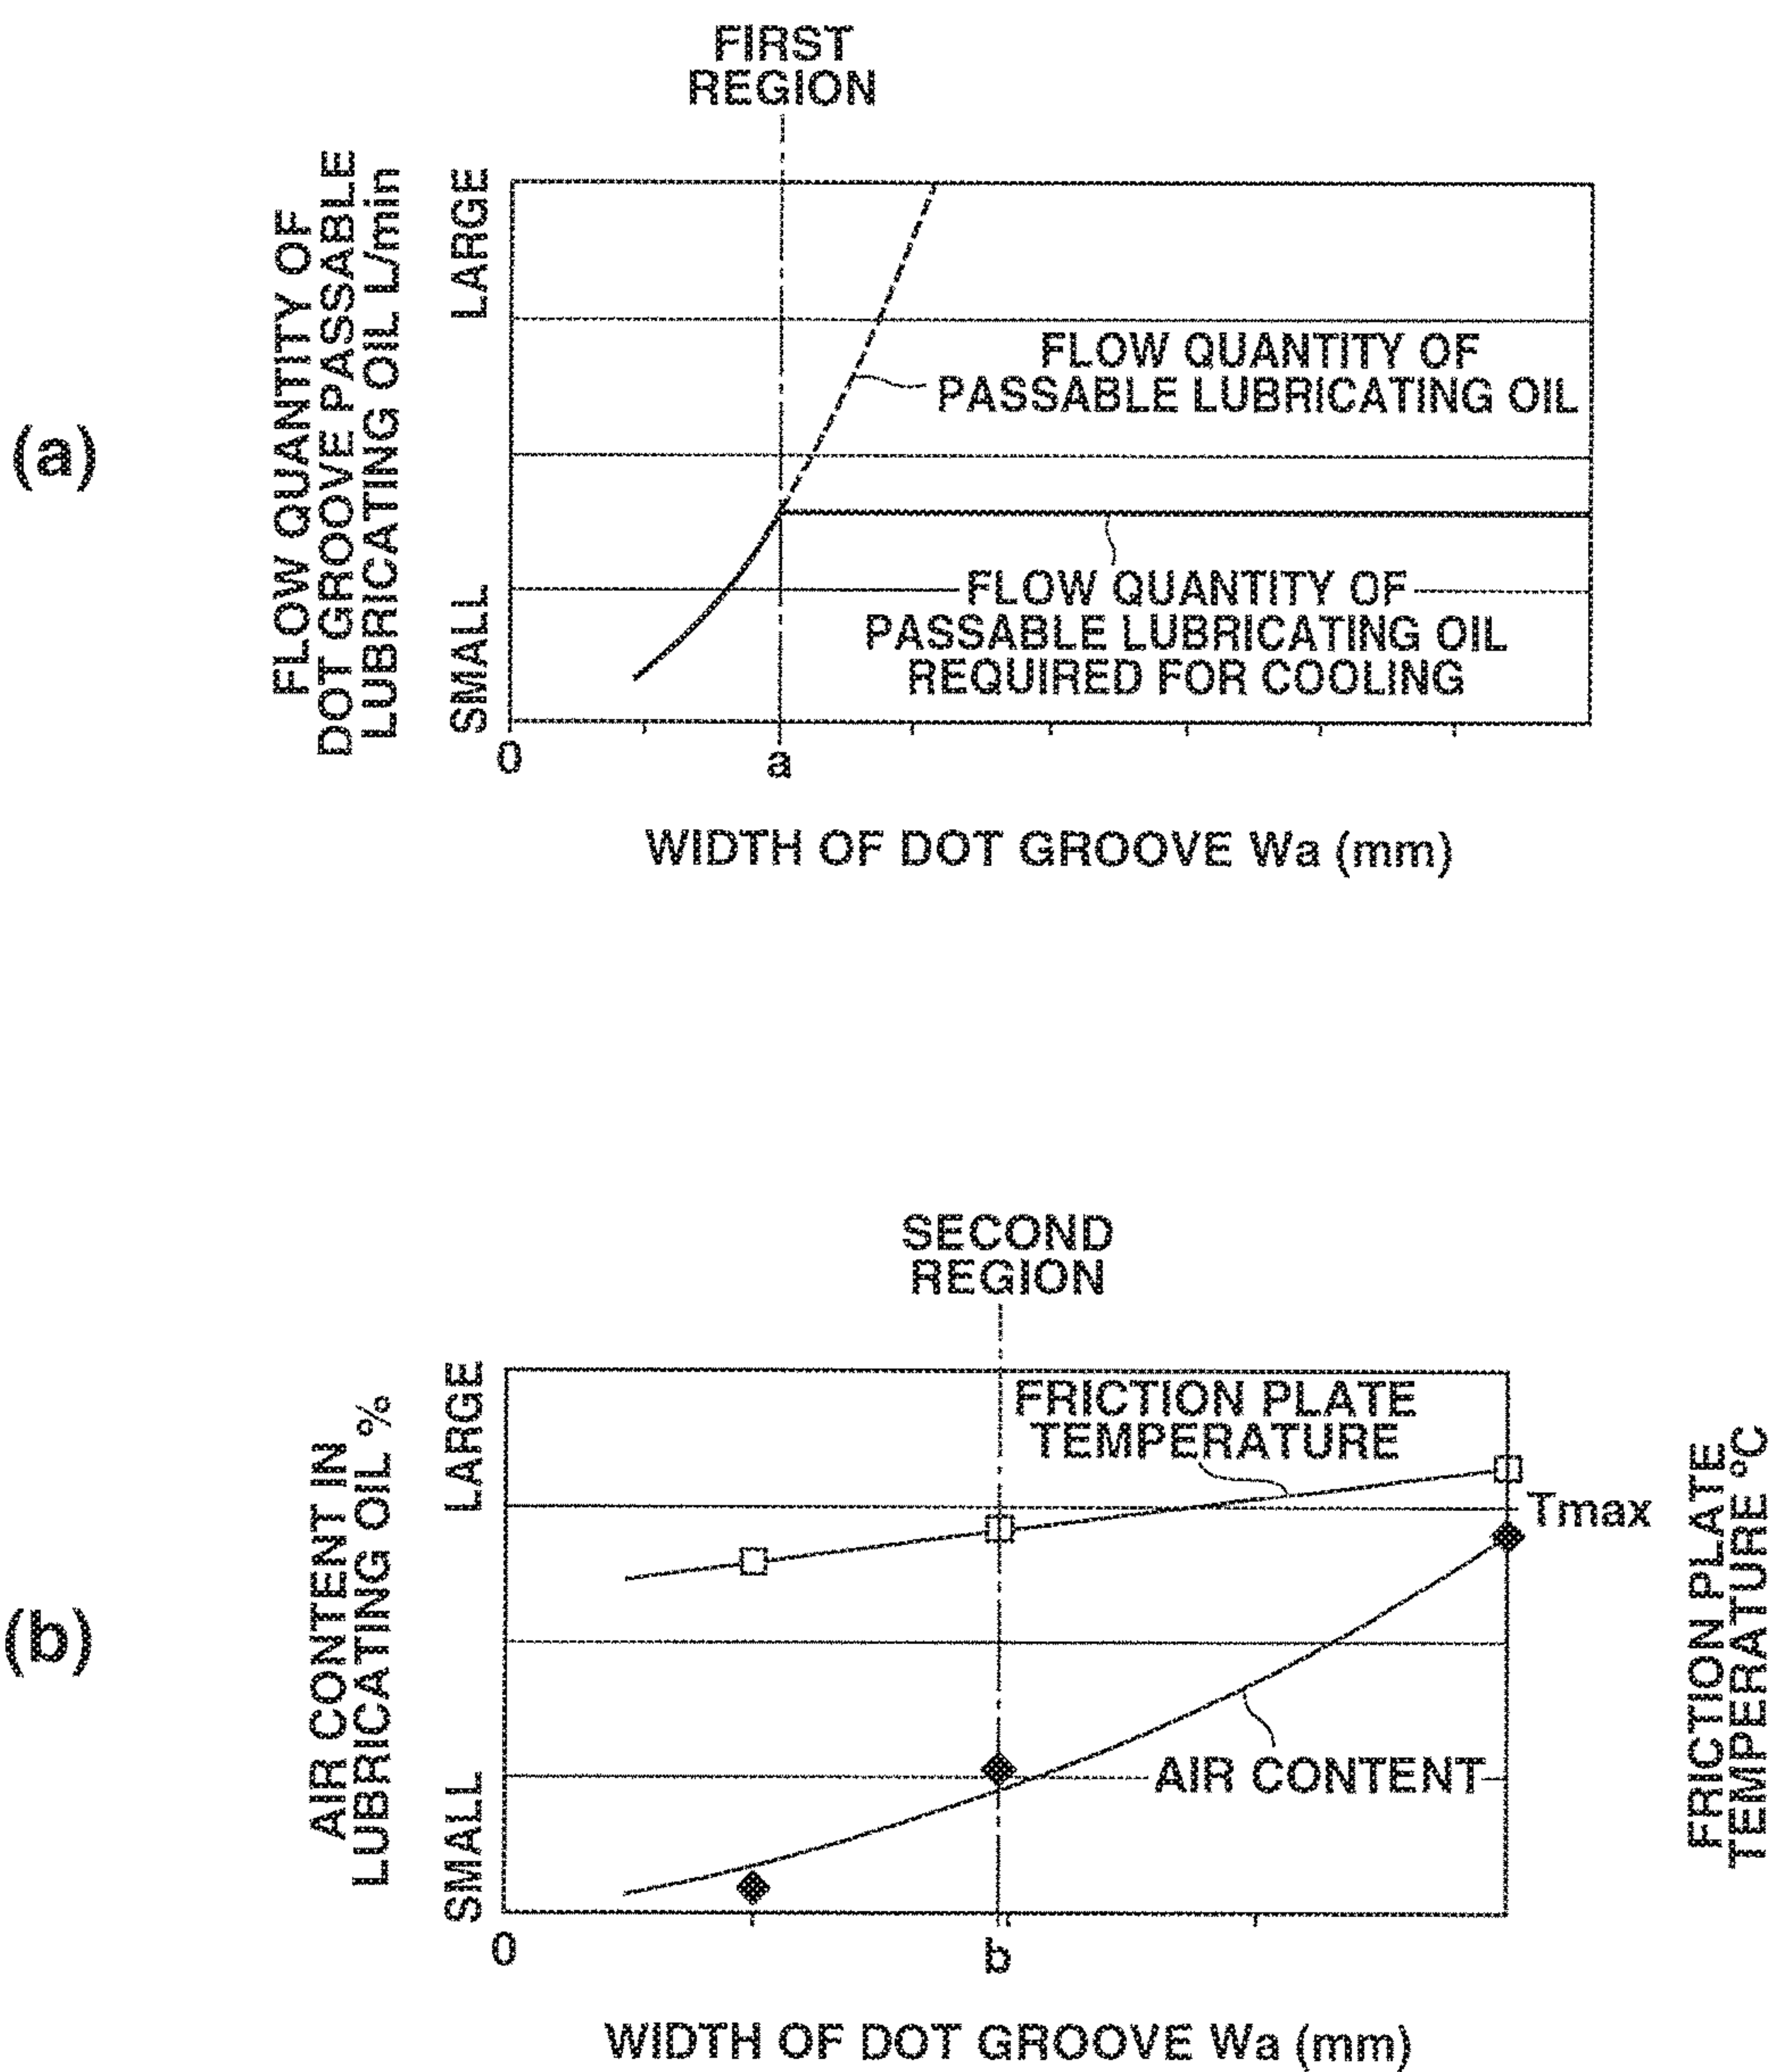 (a)
FIRST
REGION
FLOW QUANTITY OF
DOT GROOVE PASSABLE
LUBRICATING OIL L/min
LARGE
SMALL
FLOW QUANTITY OF
PASSABLE LUBRICATING OIL
FLOW QUANTITY OF
PASSABLE LUBRICATING OIL
REQUIRED FOR COOLING
0
a
WIDTH OF DOT GROOVE Wa (mm)
(b)
SECOND
REGION
AIR CONTENT IN
LUBRICATING OIL %
LARGE
SMALL
FRICTION PLATE
TEMPERATURE
Tmax
AIR CONTENT
FRICTION PLATE
TEMPERATURE °C
0
b
WIDTH OF DOT GROOVE Wa (mm)